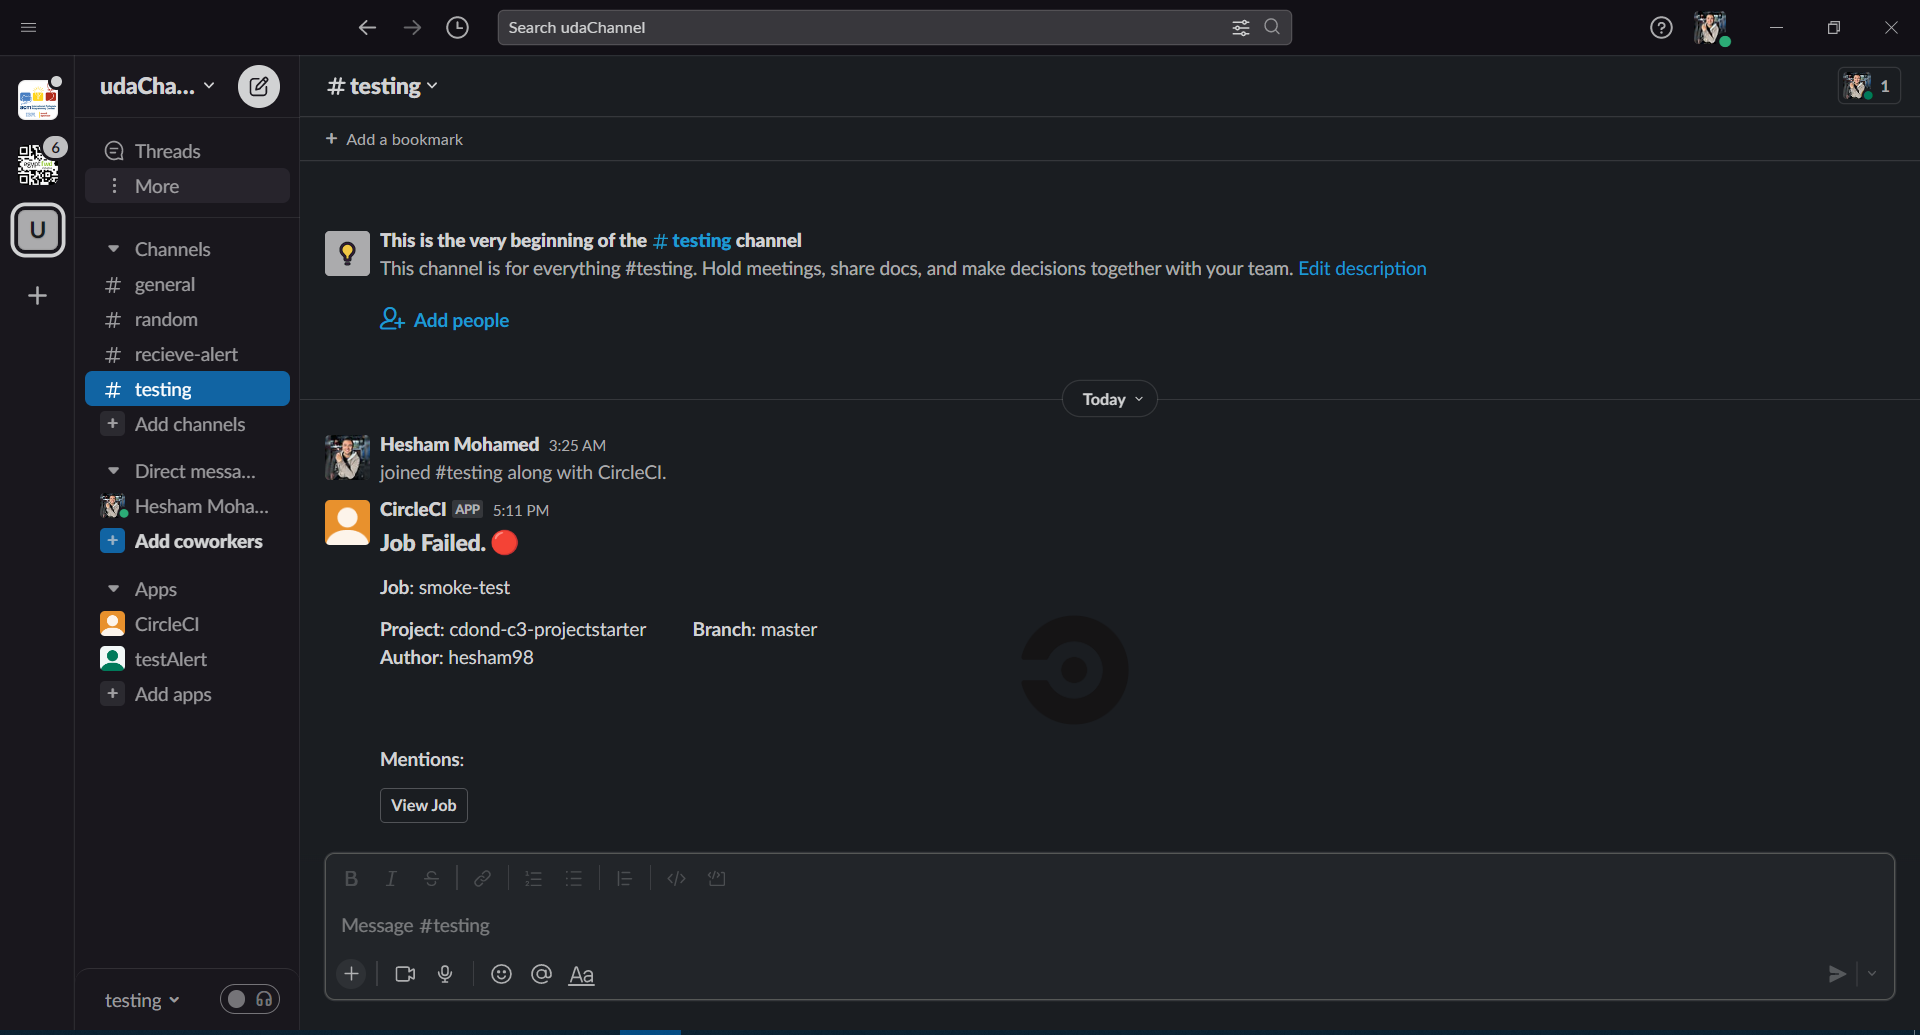 Search udaChannel
6
U
udaCha...
Threads
More
Channels
# general
# random
# recieve-alert
# testing
+ Add channels
Direct messa...
Hesham Moha...
+ Add coworkers
Apps
CircleCI
testAlert
+ Add apps
testing
# testing
1
+ Add a bookmark
This is the very beginning of the # testing channel
This channel is for everything #testing. Hold meetings, share docs, and make decisions together with your team. Edit description
Add people
Today
Hesham Mohamed 3:25 AM
joined #testing along with CircleCI.
CircleCI APP 5:11 PM
Job Failed.
Job: smoke-test
Project: cdond-c3-projectstarter Branch: master
Author: hesham98
Mentions:
View Job
Message #testing
Aa